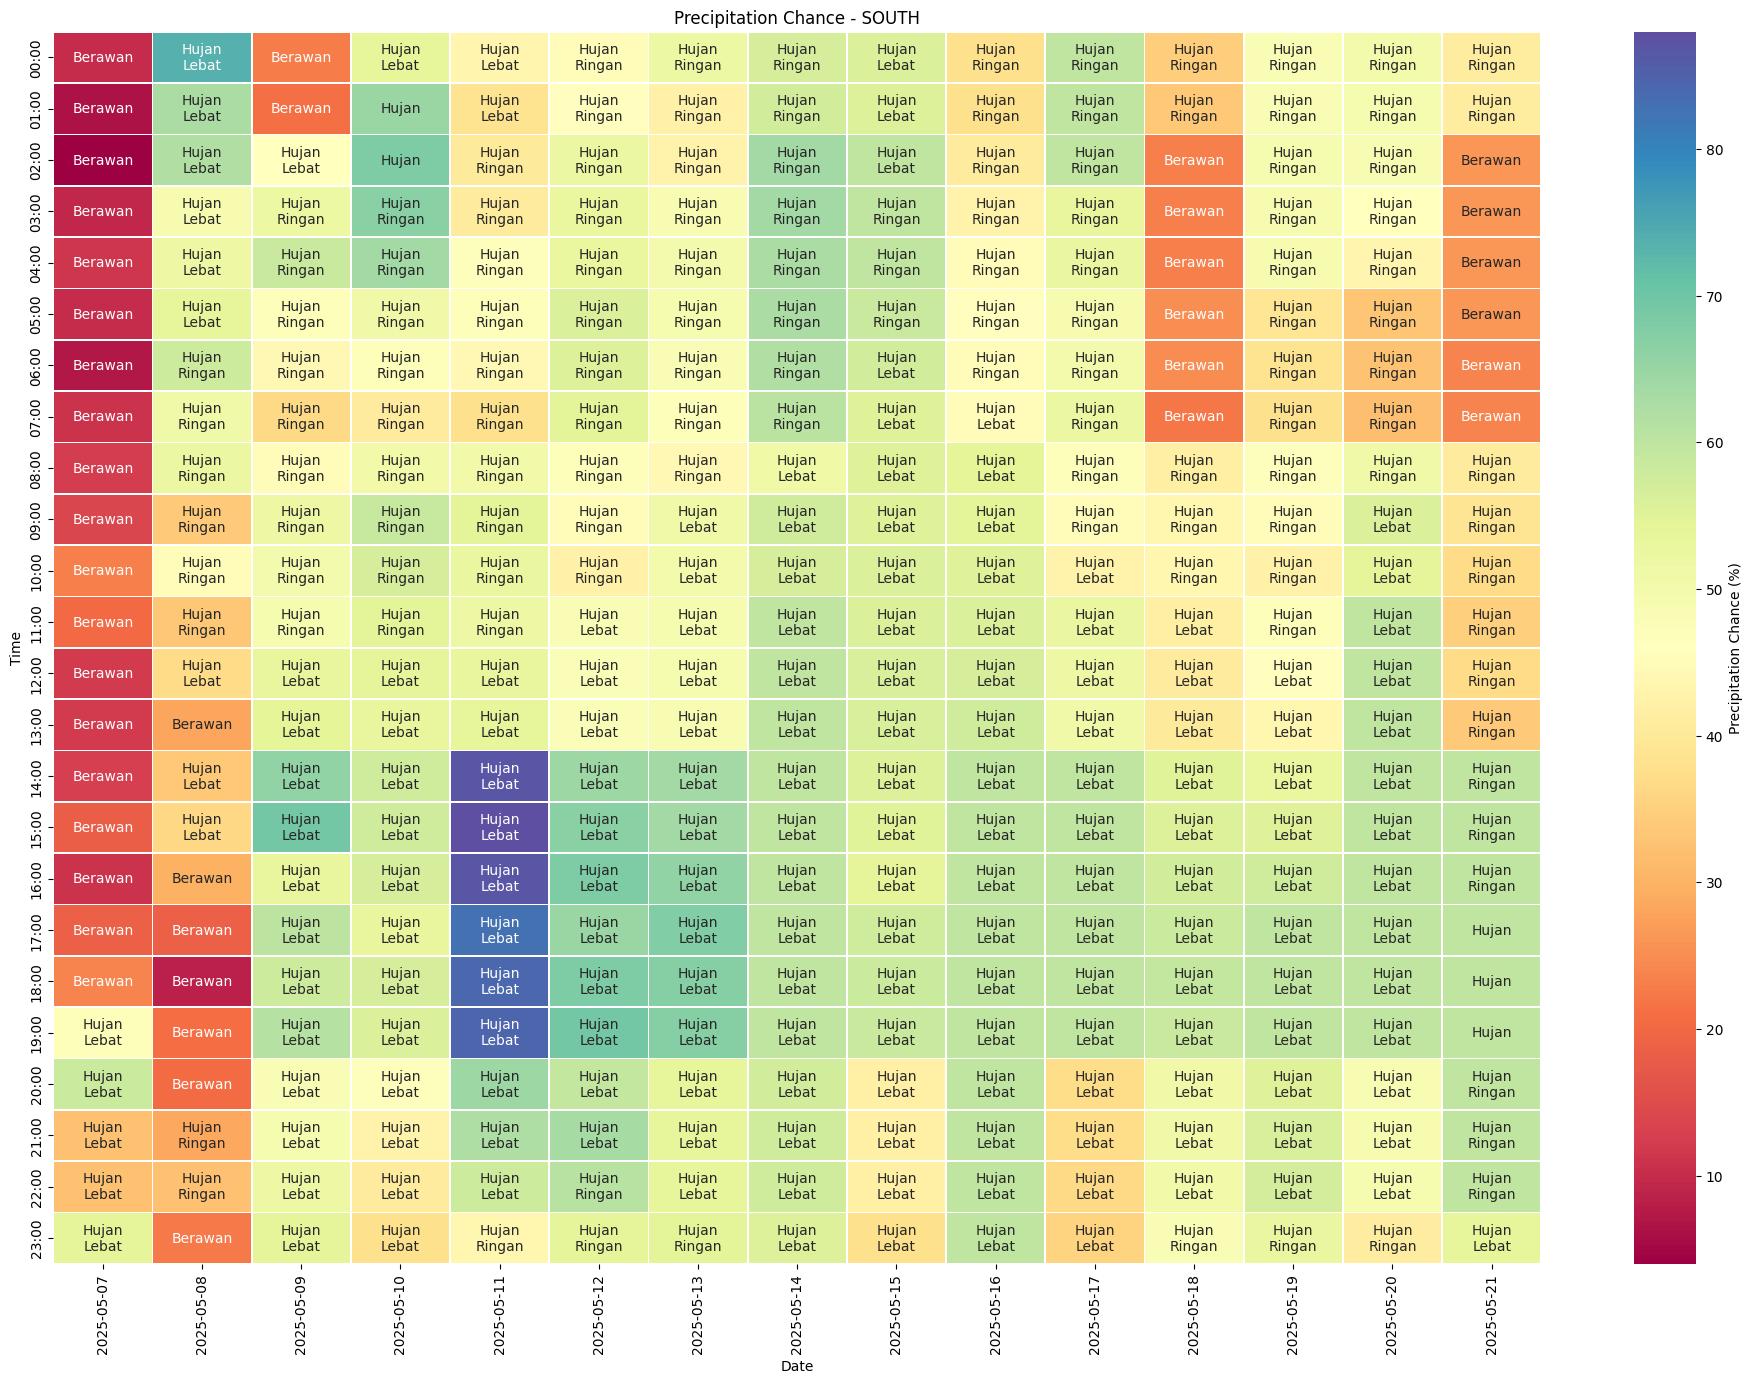 Precipitation Chance - SOUTH
00:00 Berawan Hujan Lebat Berawan Hujan Lebat Hujan Lebat Hujan Ringan Hujan Ringan Hujan Ringan Hujan Lebat Hujan Ringan Hujan Ringan Hujan Ringan Hujan Ringan Hujan Ringan Hujan Ringan
01:00 Berawan Hujan Lebat Berawan Hujan Hujan Lebat Hujan Ringan Hujan Ringan Hujan Ringan Hujan Lebat Hujan Ringan Hujan Ringan Hujan Ringan Hujan Ringan Hujan Ringan Hujan Ringan
02:00 Berawan Hujan Lebat Hujan Lebat Hujan Hujan Ringan Hujan Ringan Hujan Ringan Hujan Ringan Hujan Lebat Hujan Ringan Hujan Ringan Berawan Hujan Ringan Hujan Ringan Berawan
03:00 Berawan Hujan Lebat Hujan Ringan Hujan Ringan Hujan Ringan Hujan Ringan Hujan Ringan Hujan Ringan Hujan Ringan Hujan Ringan Hujan Ringan Berawan Hujan Ringan Hujan Ringan Berawan
04:00 Berawan Hujan Lebat Hujan Ringan Hujan Ringan Hujan Ringan Hujan Ringan Hujan Ringan Hujan Ringan Hujan Ringan Hujan Ringan Hujan Ringan Berawan Hujan Ringan Hujan Ringan Berawan
05:00 Berawan Hujan Lebat Hujan Ringan Hujan Ringan Hujan Ringan Hujan Ringan Hujan Ringan Hujan Ringan Hujan Ringan Hujan Ringan Hujan Ringan Berawan Hujan Ringan Hujan Ringan Berawan
06:00 Berawan Hujan Ringan Hujan Ringan Hujan Ringan Hujan Ringan Hujan Ringan Hujan Ringan Hujan Ringan Hujan Lebat Hujan Ringan Hujan Ringan Berawan Hujan Ringan Hujan Ringan Berawan
07:00 Berawan Hujan Ringan Hujan Ringan Hujan Ringan Hujan Ringan Hujan Ringan Hujan Ringan Hujan Ringan Hujan Lebat Hujan Lebat Hujan Ringan Berawan Hujan Ringan Hujan Ringan Berawan
08:00 Berawan Hujan Ringan Hujan Ringan Hujan Ringan Hujan Ringan Hujan Ringan Hujan Ringan Hujan Lebat Hujan Lebat Hujan Lebat Hujan Ringan Hujan Ringan Hujan Ringan Hujan Ringan Hujan Ringan
09:00 Berawan Hujan Ringan Hujan Ringan Hujan Ringan Hujan Ringan Hujan Ringan Hujan Lebat Hujan Lebat Hujan Lebat Hujan Lebat Hujan Ringan Hujan Ringan Hujan Ringan Hujan Lebat Hujan Ringan
10:00 Berawan Hujan Ringan Hujan Ringan Hujan Ringan Hujan Ringan Hujan Ringan Hujan Lebat Hujan Lebat Hujan Lebat Hujan Lebat Hujan Lebat Hujan Ringan Hujan Ringan Hujan Lebat Hujan Ringan
11:00 Berawan Hujan Ringan Hujan Ringan Hujan Ringan Hujan Ringan Hujan Lebat Hujan Lebat Hujan Lebat Hujan Lebat Hujan Lebat Hujan Lebat Hujan Lebat Hujan Ringan Hujan Lebat Hujan Ringan
12:00 Berawan Hujan Lebat Hujan Lebat Hujan Lebat Hujan Lebat Hujan Lebat Hujan Lebat Hujan Lebat Hujan Lebat Hujan Lebat Hujan Lebat Hujan Lebat Hujan Lebat Hujan Lebat Hujan Ringan
13:00 Berawan Berawan Hujan Lebat Hujan Lebat Hujan Lebat Hujan Lebat Hujan Lebat Hujan Lebat Hujan Lebat Hujan Lebat Hujan Lebat Hujan Lebat Hujan Lebat Hujan Lebat Hujan Ringan
14:00 Berawan Hujan Lebat Hujan Lebat Hujan Lebat Hujan Lebat Hujan Lebat Hujan Lebat Hujan Lebat Hujan Lebat Hujan Lebat Hujan Lebat Hujan Lebat Hujan Lebat Hujan Lebat Hujan Ringan
15:00 Berawan Hujan Lebat Hujan Lebat Hujan Lebat Hujan Lebat Hujan Lebat Hujan Lebat Hujan Lebat Hujan Lebat Hujan Lebat Hujan Lebat Hujan Lebat Hujan Lebat Hujan Lebat Hujan Ringan
16:00 Berawan Berawan Hujan Lebat Hujan Lebat Hujan Lebat Hujan Lebat Hujan Lebat Hujan Lebat Hujan Lebat Hujan Lebat Hujan Lebat Hujan Lebat Hujan Lebat Hujan Lebat Hujan Ringan
17:00 Berawan Berawan Hujan Lebat Hujan Lebat Hujan Lebat Hujan Lebat Hujan Lebat Hujan Lebat Hujan Lebat Hujan Lebat Hujan Lebat Hujan Lebat Hujan Lebat Hujan Lebat Hujan
18:00 Berawan Berawan Hujan Lebat Hujan Lebat Hujan Lebat Hujan Lebat Hujan Lebat Hujan Lebat Hujan Lebat Hujan Lebat Hujan Lebat Hujan Lebat Hujan Lebat Hujan Lebat Hujan
19:00 Hujan Lebat Berawan Hujan Lebat Hujan Lebat Hujan Lebat Hujan Lebat Hujan Lebat Hujan Lebat Hujan Lebat Hujan Lebat Hujan Lebat Hujan Lebat Hujan Lebat Hujan Lebat Hujan
20:00 Hujan Lebat Berawan Hujan Lebat Hujan Lebat Hujan Lebat Hujan Lebat Hujan Lebat Hujan Lebat Hujan Lebat Hujan Lebat Hujan Lebat Hujan Lebat Hujan Lebat Hujan Lebat Hujan Ringan
21:00 Hujan Lebat Hujan Ringan Hujan Lebat Hujan Lebat Hujan Lebat Hujan Lebat Hujan Lebat Hujan Lebat Hujan Lebat Hujan Lebat Hujan Lebat Hujan Lebat Hujan Lebat Hujan Lebat Hujan Ringan
22:00 Hujan Lebat Hujan Ringan Hujan Lebat Hujan Lebat Hujan Lebat Hujan Ringan Hujan Lebat Hujan Lebat Hujan Lebat Hujan Lebat Hujan Lebat Hujan Lebat Hujan Lebat Hujan Lebat Hujan Ringan
23:00 Hujan Lebat Berawan Hujan Lebat Hujan Lebat Hujan Ringan Hujan Ringan Hujan Ringan Hujan Lebat Hujan Lebat Hujan Lebat Hujan Lebat Hujan Ringan Hujan Ringan Hujan Ringan Hujan Lebat
Time
2025-05-07 2025-05-08 2025-05-09 2025-05-10 2025-05-11 2025-05-12 2025-05-13 2025-05-14 2025-05-15 2025-05-16 2025-05-17 2025-05-18 2025-05-19 2025-05-20 2025-05-21
Date
80
70
60
50
40
30
20
10
Precipitation Chance (%)